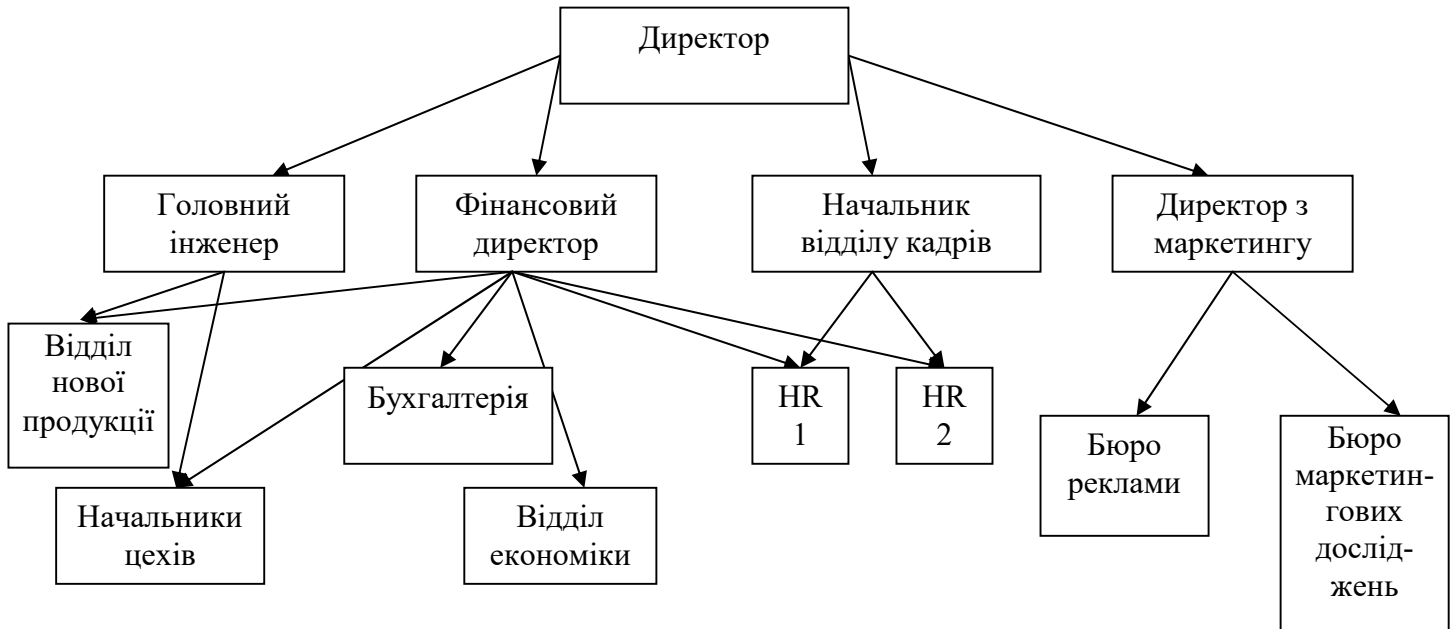 Директор
Головний
інженер
Фінансовий
директор
Начальник
відділу кадрів
Директор з
маркетингу
Відділ
нової
продукції
Бухгалтерія
HR
1
HR
2
Бюро
реклами
Бюро
маркетин-
гових
дослід-
жень
Начальники
цехів
Відділ
економіки